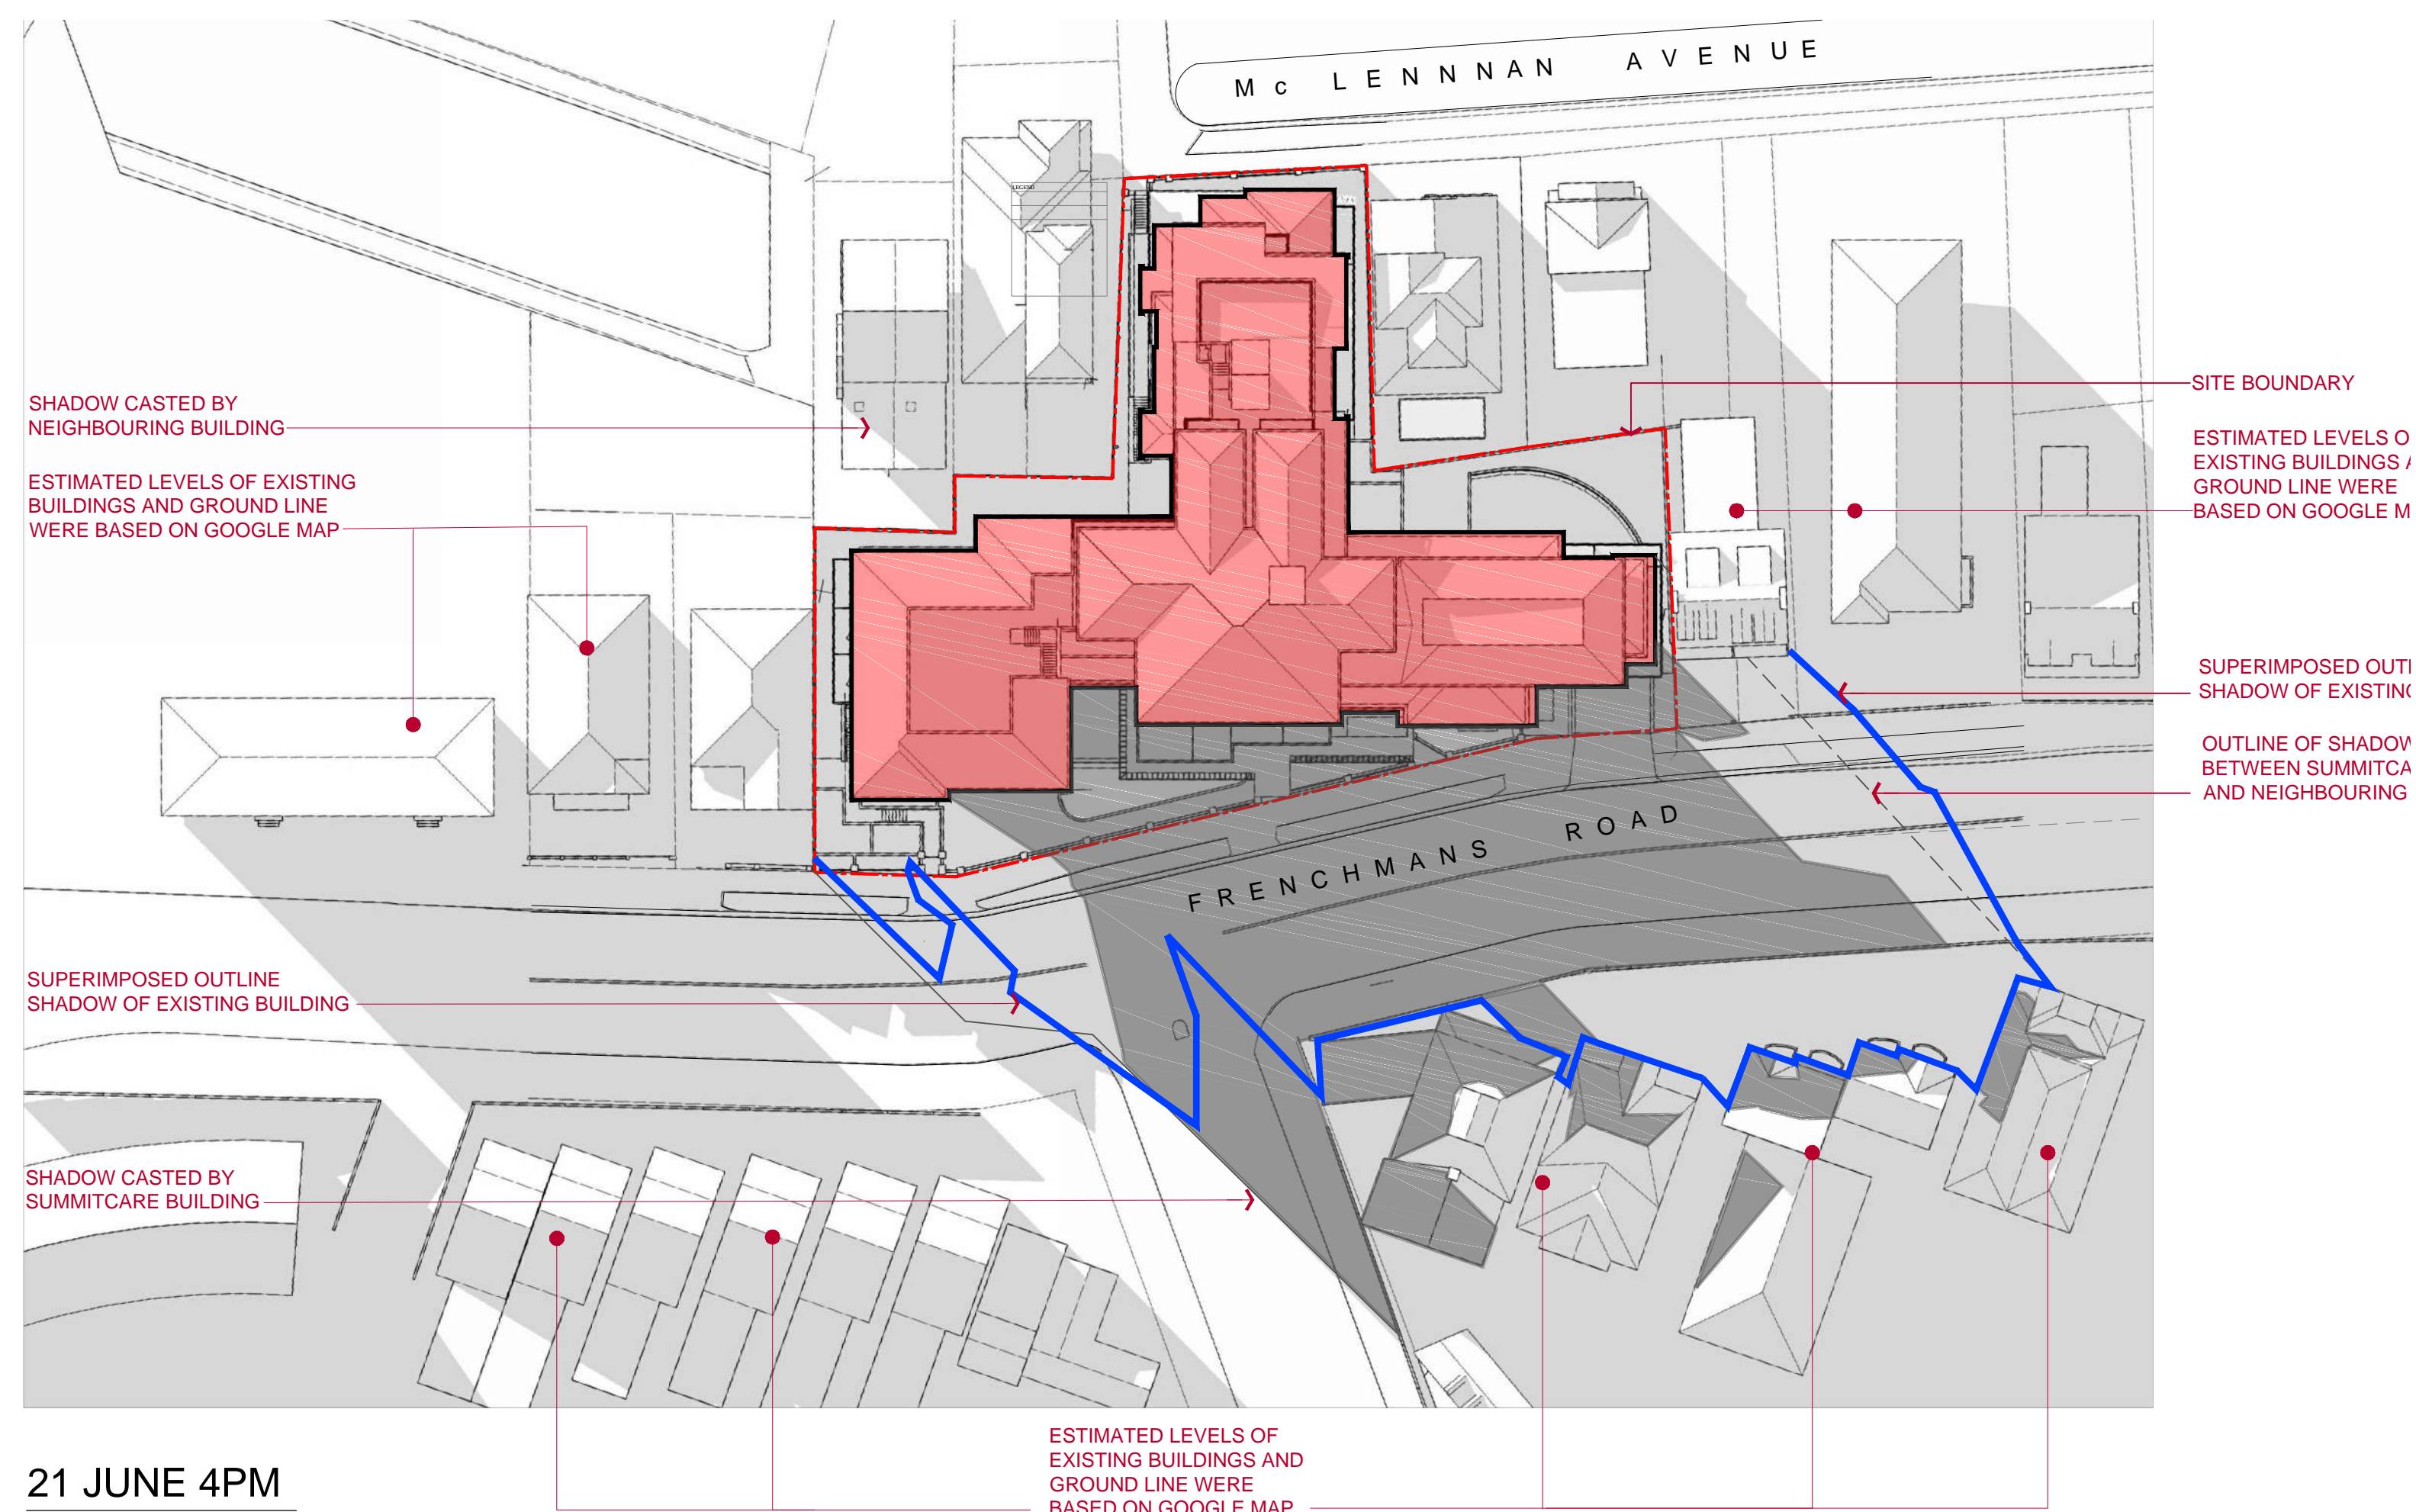 Mc LENNNAN AVENUE
LEGEND
SHADOW CASTED BY
NEIGHBOURING BUILDING
ESTIMATED LEVELS OF EXISTING
BUILDINGS AND GROUND LINE
WERE BASED ON GOOGLE MAP
SITE BOUNDARY
ESTIMATED LEVELS O
EXISTING BUILDINGS
GROUND LINE WERE
BASED ON GOOGLE M
SUPERIMPOSED OUTL
SHADOW OF EXISTING
OUTLINE OF SHADOW
BETWEEN SUMMITCA
AND NEIGHBOURING
FRENCHMANS ROAD
SUPERIMPOSED OUTLINE
SHADOW OF EXISTING BUILDING
SHADOW CASTED BY
SUMMITCARE BUILDING
ESTIMATED LEVELS OF
EXISTING BUILDINGS AND
GROUND LINE WERE
BASED ON GOOGLE MAP
21 JUNE 4PM